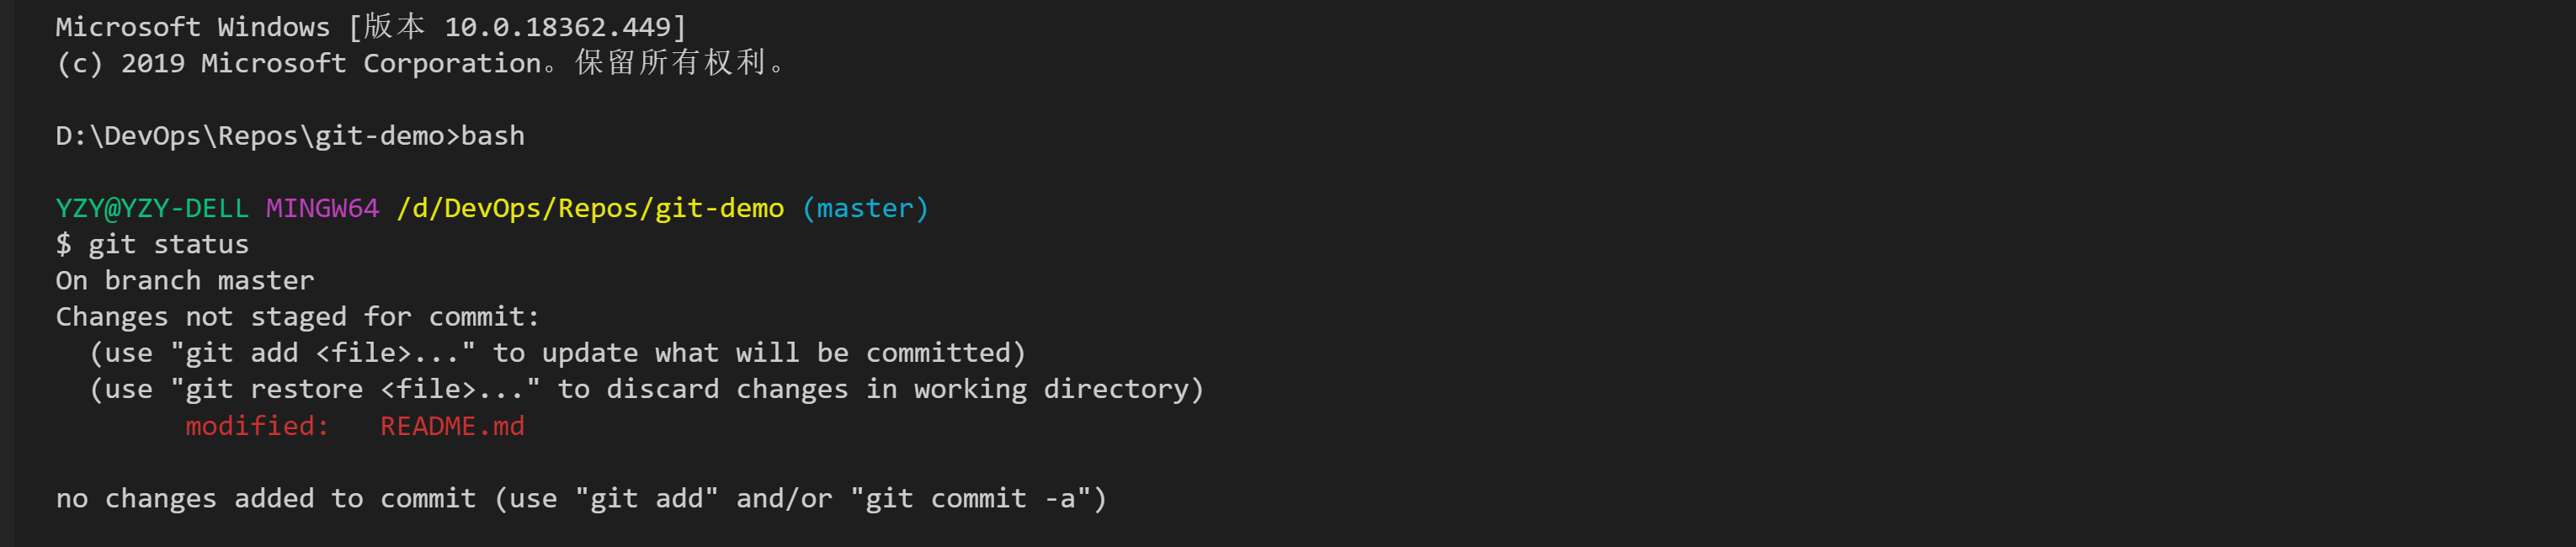 Microsoft Windows [版本 10.0.18362.449]
(c) 2019 Microsoft Corporation。保留所有权利。
D:\DevOps\Repos\git-demo>bash
YZY@YZY-DELL MINGW64 /d/DevOps/Repos/git-demo (master)
$ git status
On branch master
Changes not staged for commit:
  (use "git add <file>..." to update what will be committed)
  (use "git restore <file>..." to discard changes in working directory)
        modified:   README.md
no changes added to commit (use "git add" and/or "git commit -a")